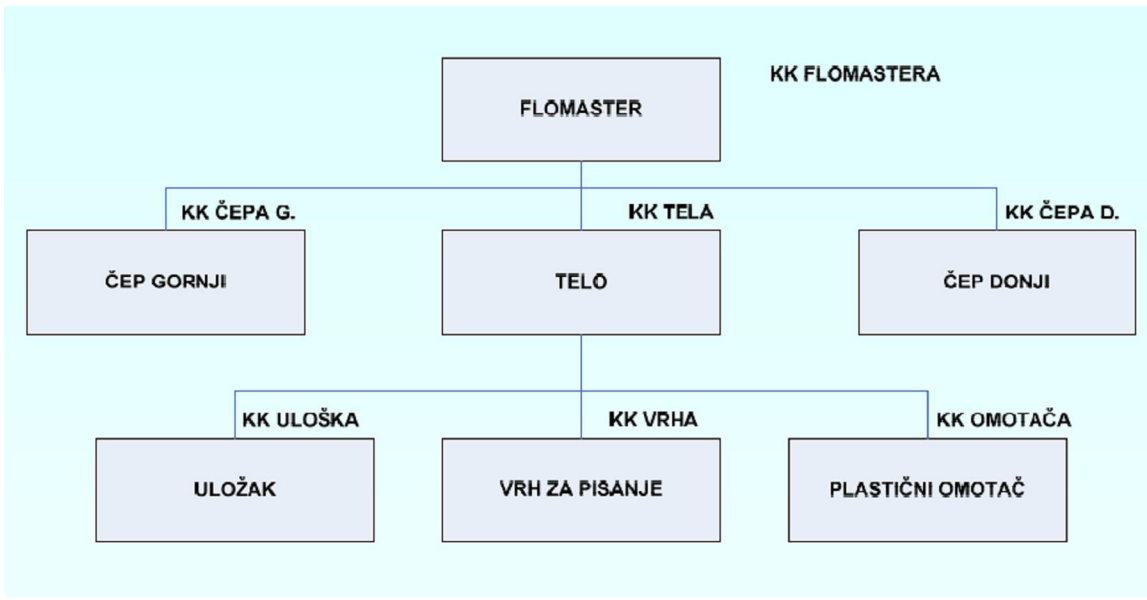 KK FLOMASTERA
FLOMASTER
KK ČEPA G.
KK TELA
KK ČEPA D.
ČEP GORNJI
TELO
ČEP DONJI
KK ULOŠKA
KK VRHA
KK OMOTAČA
ULOŽAK
VRH ZA PISANJE
PLASTIČNI OMOTAČ